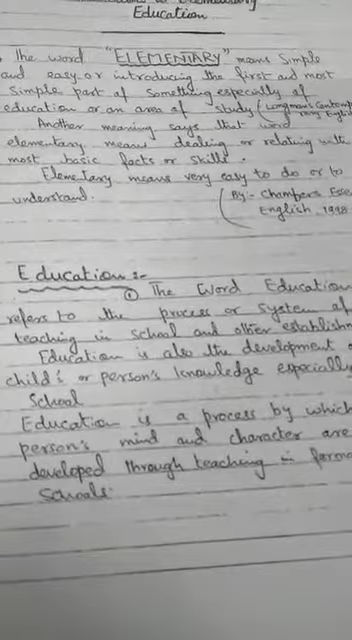 Education
The word "ELEMENTARY" means Simple
and easy or introducing the first and most
simple part of something especially of
education or an area of study (Longman's Contemp
Another meaning says that word
elementary means dealing or relating with
most basic facts or skills.
Elementary means very easy to do or to
understand.
(By:- Chambers
English, 1998
Education :-
① The Word Education
refers to the process or system of
teaching in school and other establishm
Education is also the development o
child's or person's knowledge especially
School
Education is a process by which
person's mind and character are
developed through teaching in forma
Schools.